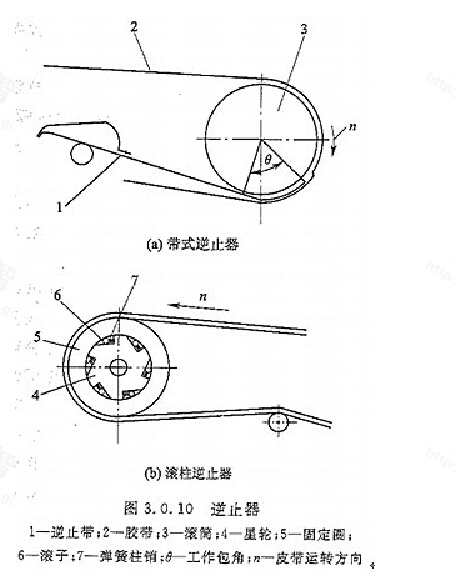 2
3
n
θ
1
(a) 带式逆止器
7
6
n
5
4
(b) 滚柱逆止器
图 3.0.10 逆止器
1—逆止带;2—胶带;3—滚筒;4—星轮;5—固定圈;
6—滚子;7—弹簧柱销;θ—工作包角;n—皮带运转方向